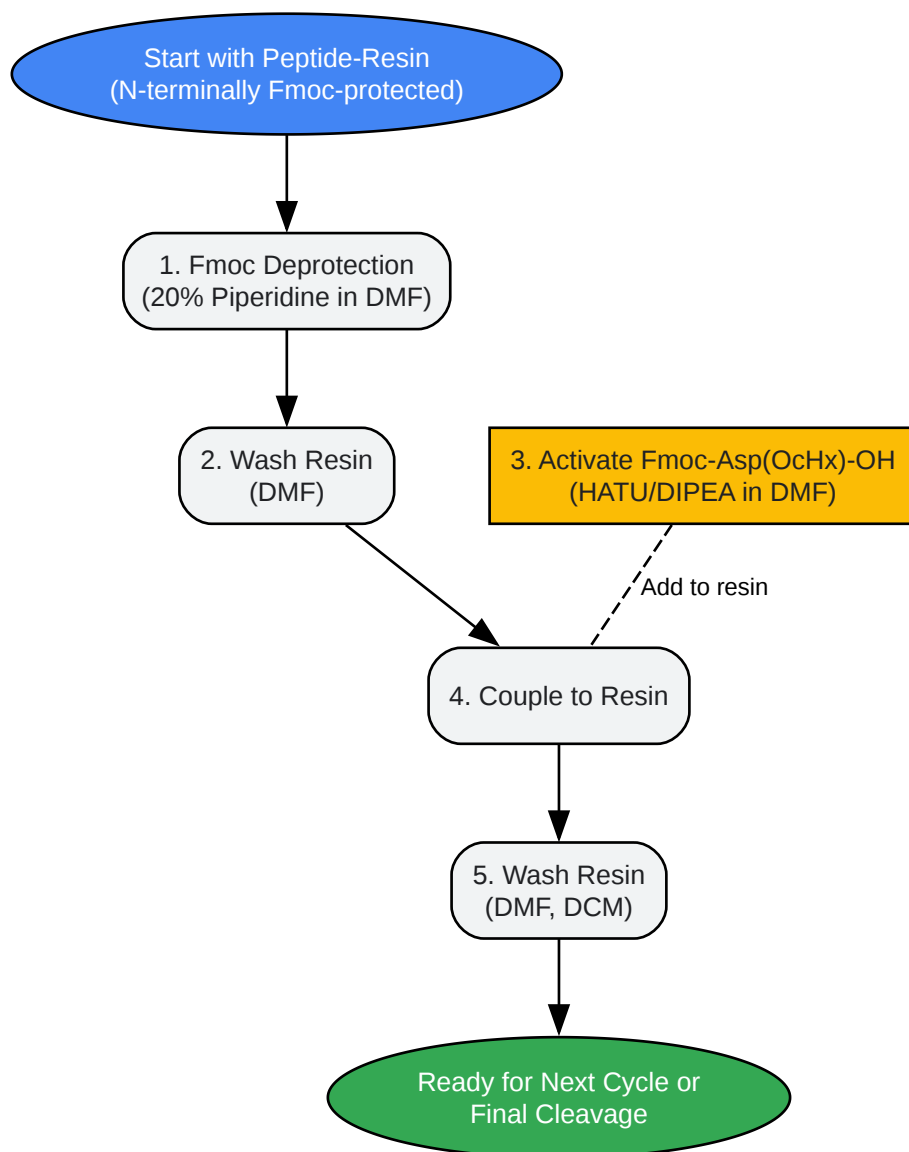 Start with Peptide-Resin
(N-terminally Fmoc-protected)
1. Fmoc Deprotection
(20% Piperidine in DMF)
2. Wash Resin
(DMF)
3. Activate Fmoc-Asp(OcHx)-OH
(HATU/DIPEA in DMF)
Add to resin
4. Couple to Resin
5. Wash Resin
(DMF, DCM)
Ready for Next Cycle or
Final Cleavage